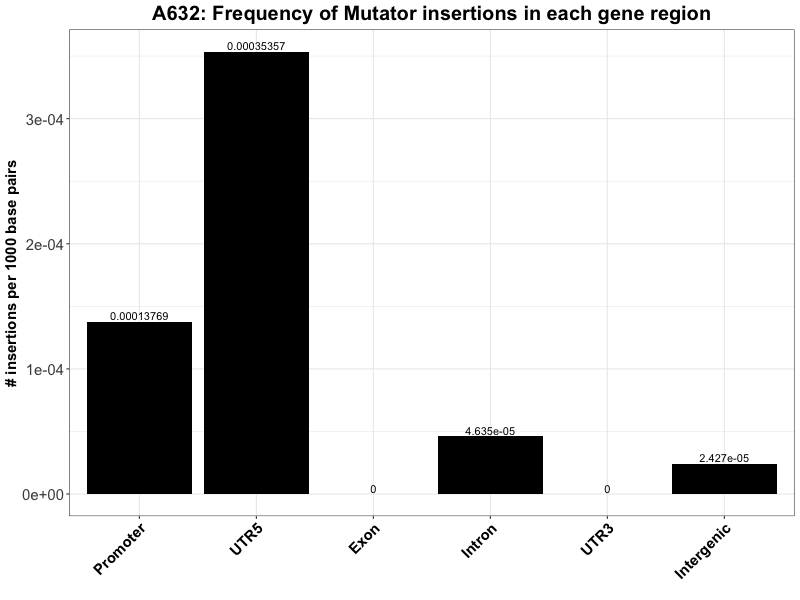 A632: Frequency of Mutator insertions in each gene region
# insertions per 1000 base pairs
3e-04
2e-04
1e-04
0e+00
0.00013769
0.00035357
0
4.635e-05
0
2.427e-05
Promoter
UTR5
Exon
Intron
UTR3
Intergenic